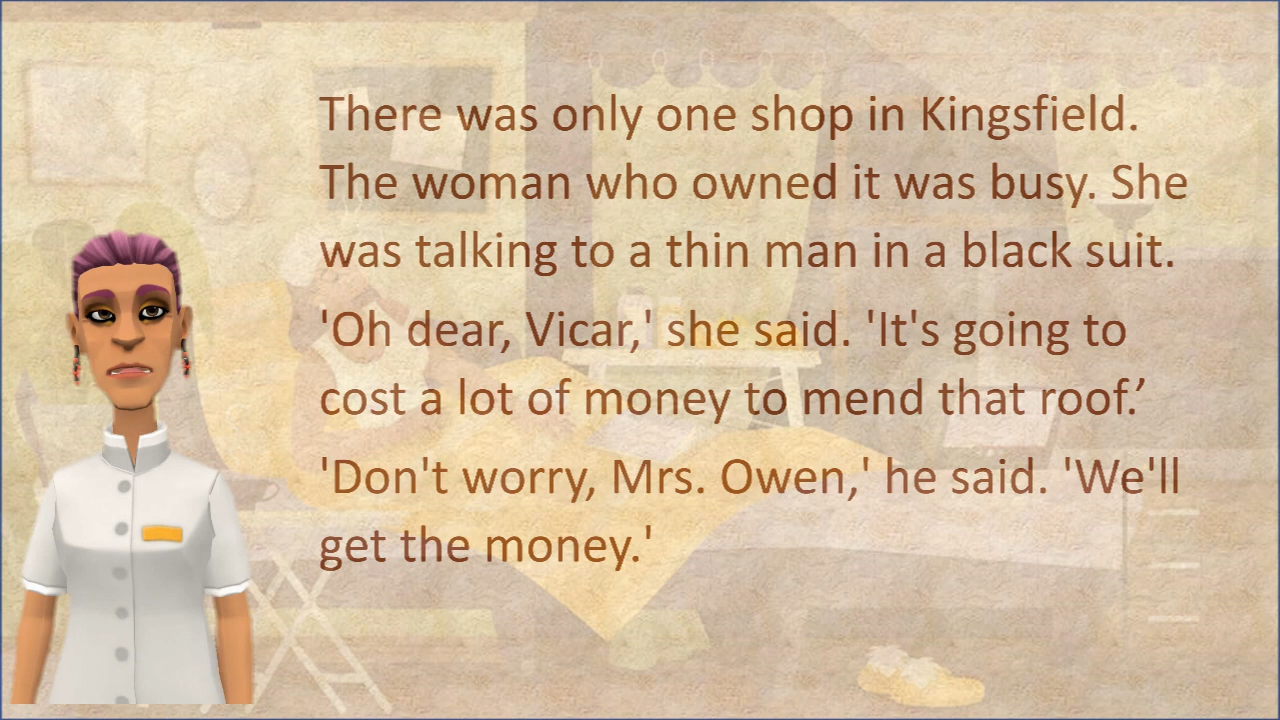 There was only one shop in Kingsfield.
The woman who owned it was busy. She
was talking to a thin man in a black suit.
'Oh dear, Vicar,' she said. 'It's going to
cost a lot of money to mend that roof.’
'Don't worry, Mrs. Owen,' he said. 'We'll
get the money.'